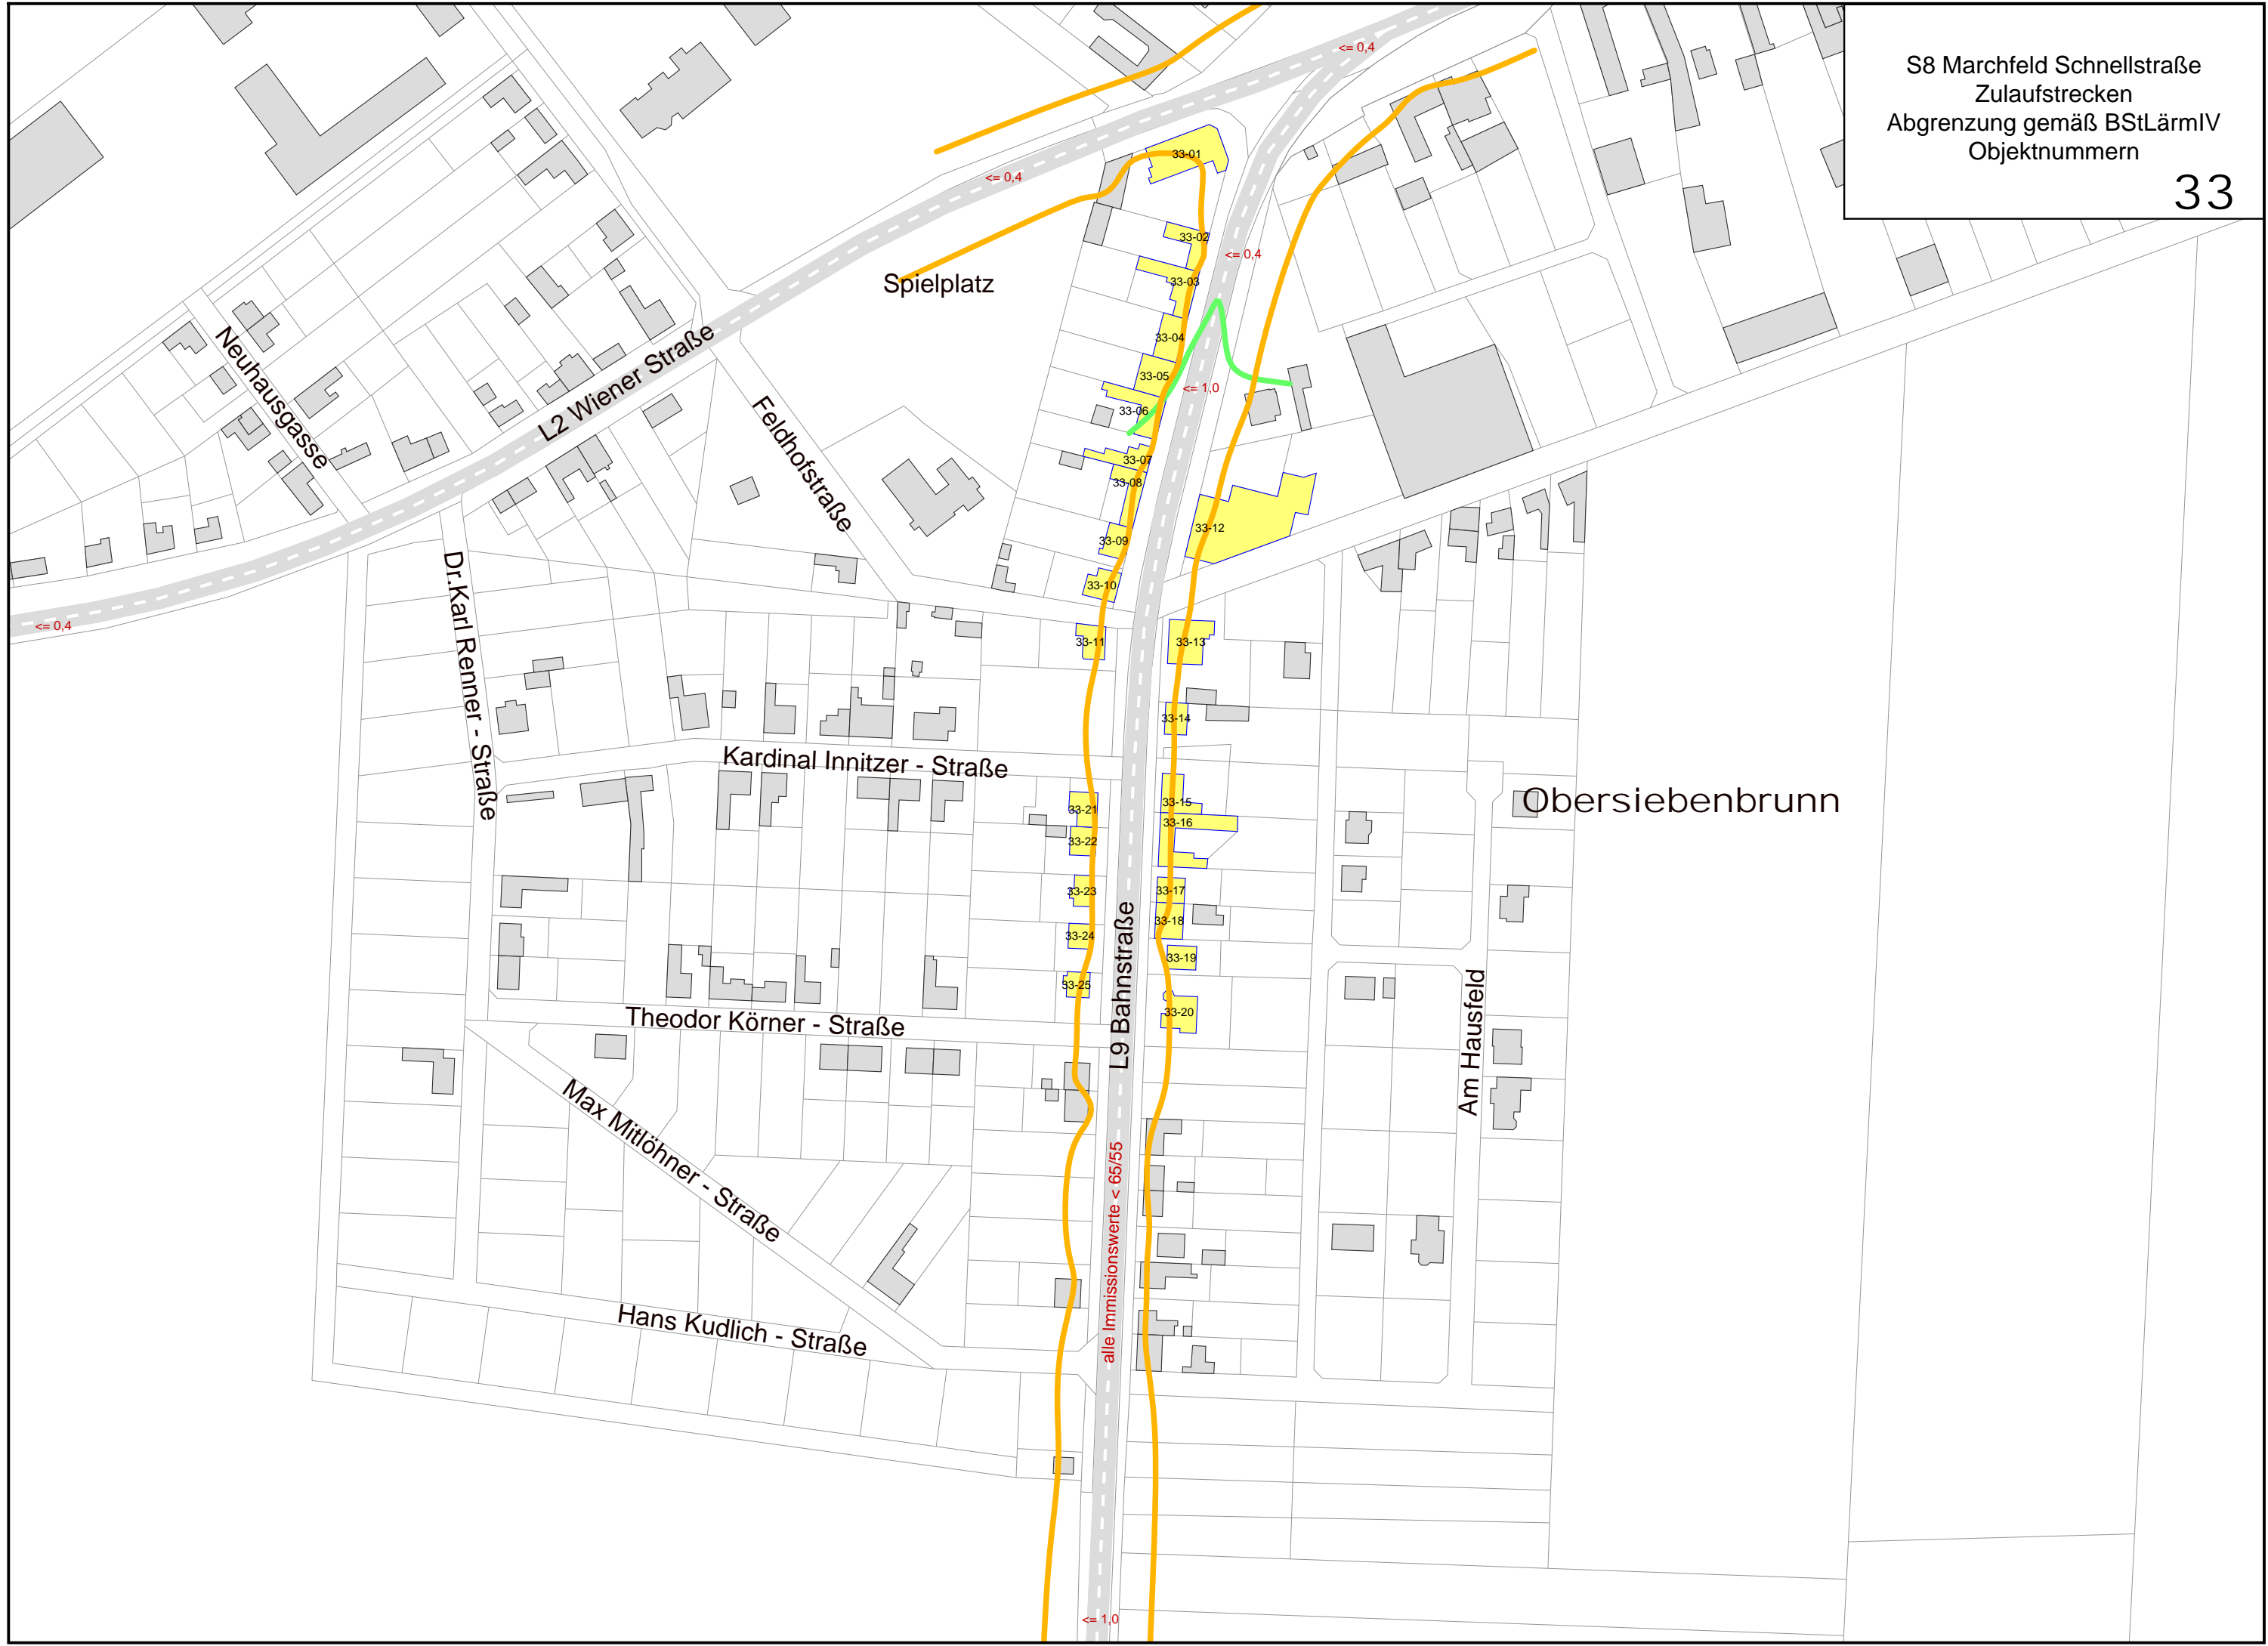 S8 Marchfeld Schnellstraße
Zulaufstrecken
Abgrenzung gemäß BStLärmIV
Objektnummern
33
<= 0,4
<= 0,4
33-01
33-02
<= 0,4
33-03
Spielplatz
33-04
Neuhausgasse
L2 Wiener Straße
33-05
<= 1,0
33-06
Feldhofstraße
33-07
33-08
33-12
33-09
33-10
Dr.Karl Renner - Straße
<= 0,4
33-11
33-13
33-14
Kardinal Innitzer - Straße
33-21
33-15
Obersiebenbrunn
33-16
33-22
33-23
33-17
33-18
33-24
33-19
33-25
33-20
L9 Bahnstraße
Theodor Körner - Straße
Am Hausfeld
Max Mitlöhner - Straße
alle Immissionswerte < 65/55
Hans Kudlich - Straße
<= 1,0